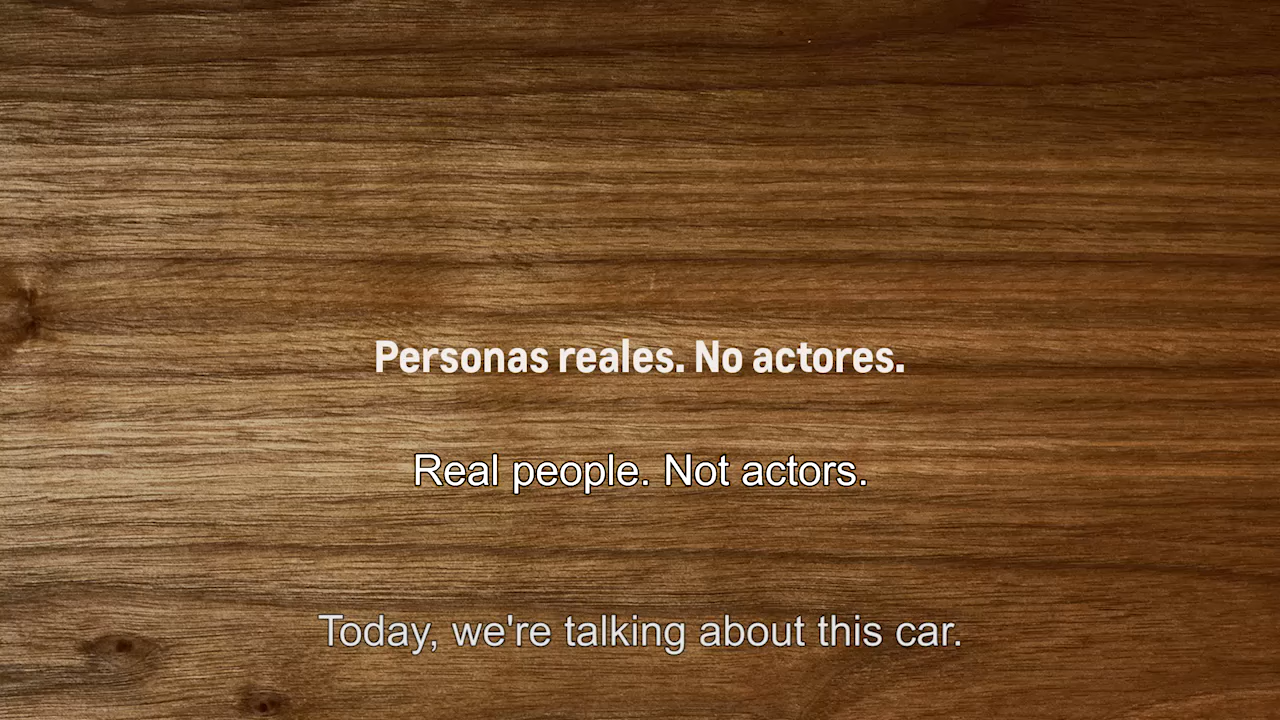 Personas reales. No actores.
Real people. Not actors.
Today, we're talking about this car.